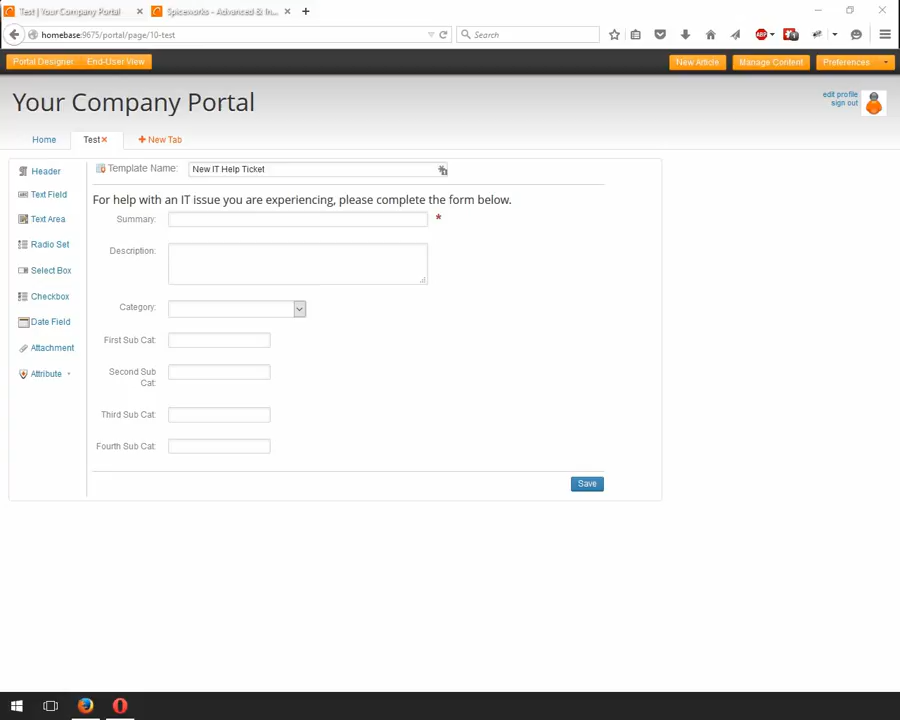 Test | Your Company Portal
Spiceworks - Advanced & In...
homebase:9675/portal/page/10-test
Search
ABP
Portal Designer: End-User View
New Article
Manage Content
Preferences
Your Company Portal
edit profile
sign out
Home
Test
New Tab
Header
Text Field
Text Area
Radio Set
Select Box
Checkbox
Date Field
Attachment
Attribute
Template Name:
New IT Help Ticket
For help with an IT issue you are experiencing, please complete the form below.
Summary:
*
Description:
Category:
First Sub Cat:
Second Sub
Cat:
Third Sub Cat:
Fourth Sub Cat:
Save